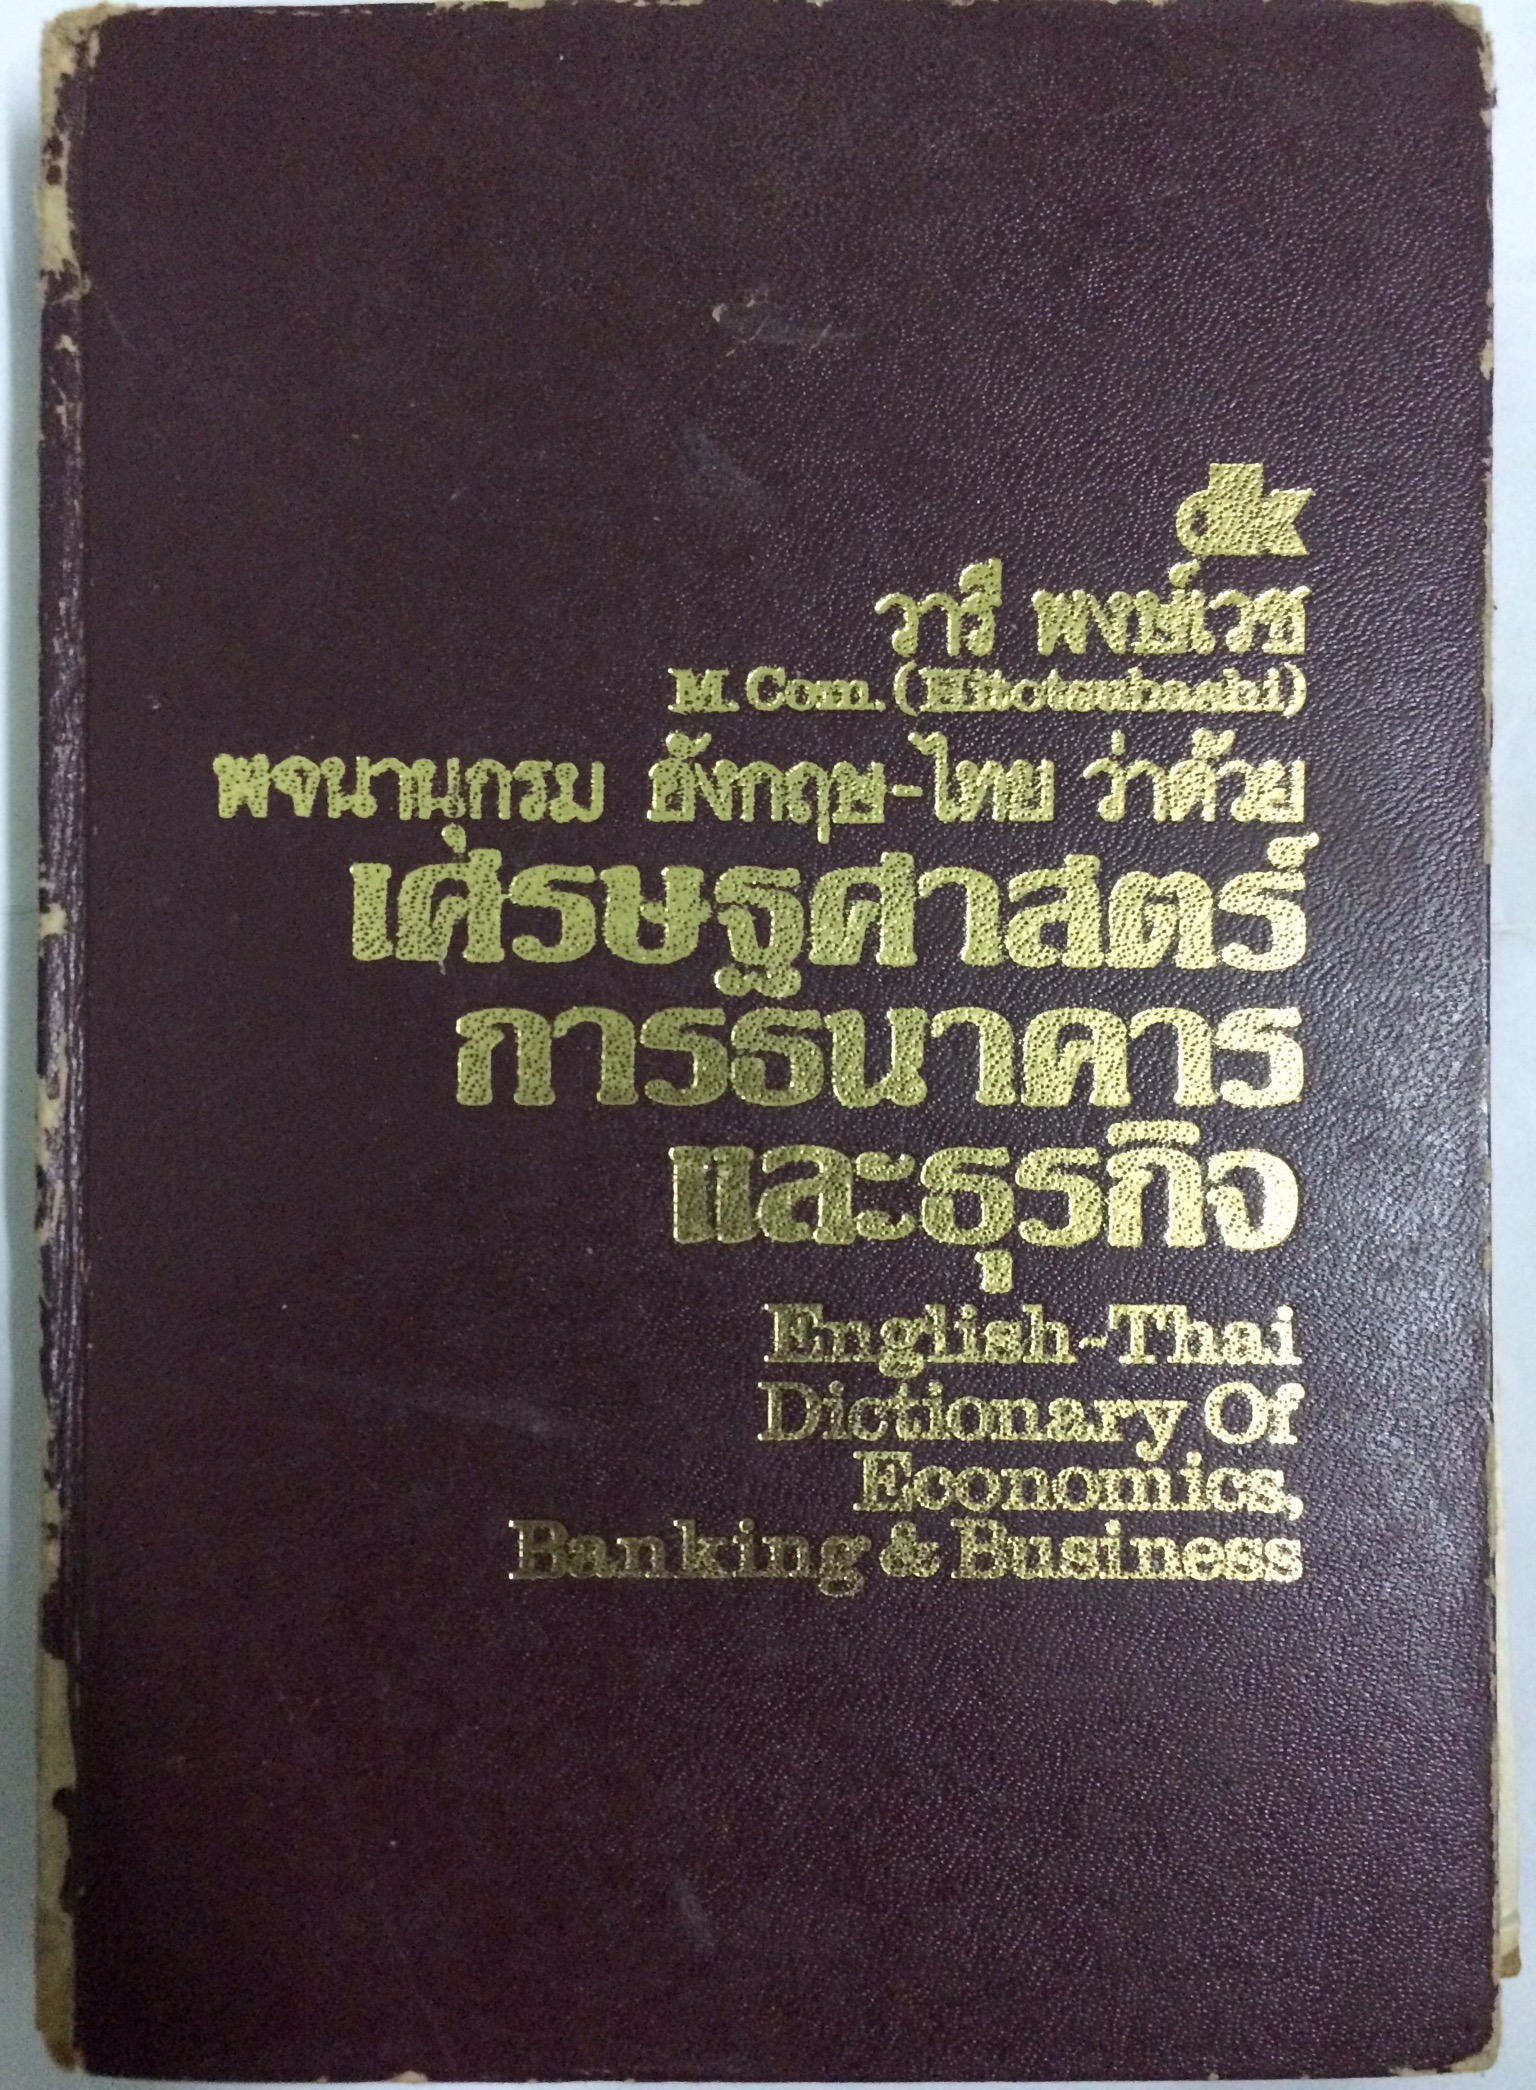 วารี พงษ์เวช
M. Com. (Hitotsubashi)
พจนานุกรม อังกฤษ-ไทย ว่าด้วย
เศรษฐศาสตร์
การธนาคาร
และธุรกิจ
English-Thai
Dictionary Of
Economics,
Banking & Business